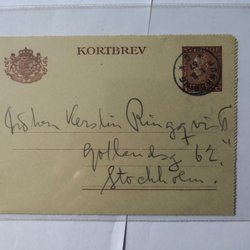 KORTBREV
Fröken Kerstin Ringqvist
Gotlandsg 62.
Stockholm.